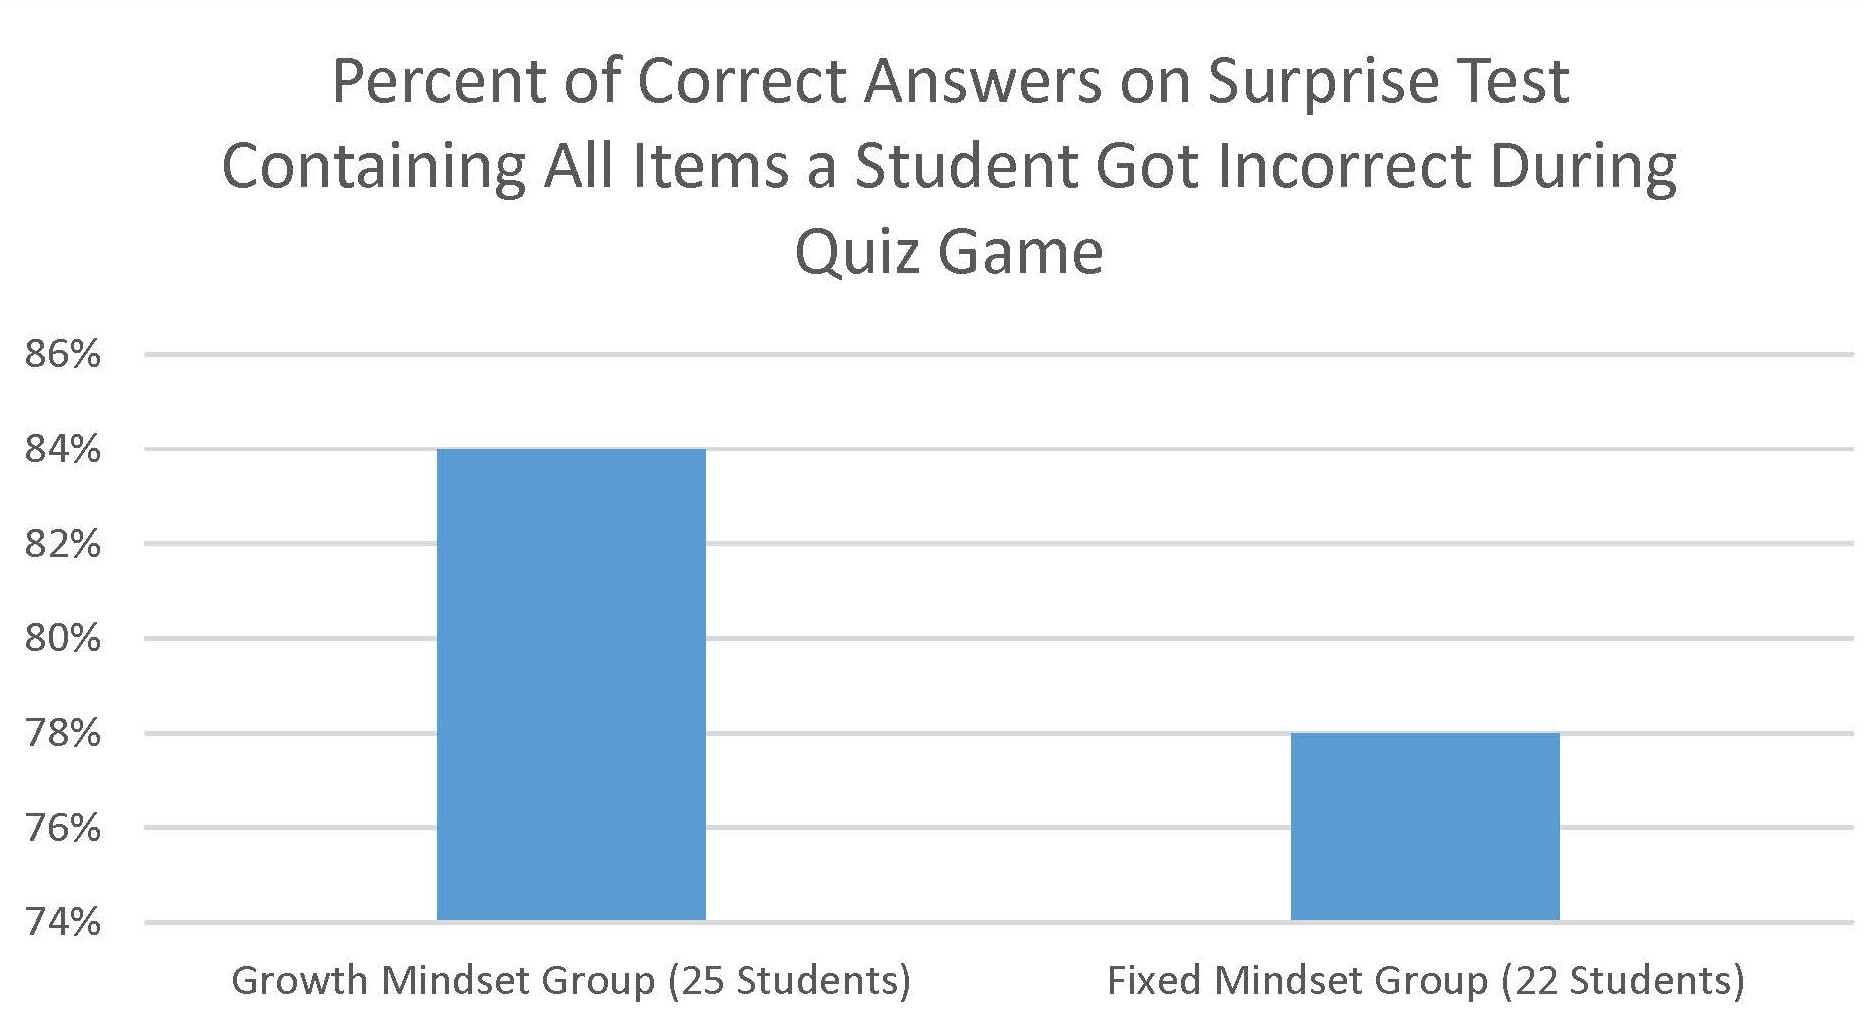 Percent of Correct Answers on Surprise Test
Containing All Items a Student Got Incorrect During
Quiz Game
86%
84%
82%
80%
78%
76%
74%
Growth Mindset Group (25 Students)
Fixed Mindset Group (22 Students)